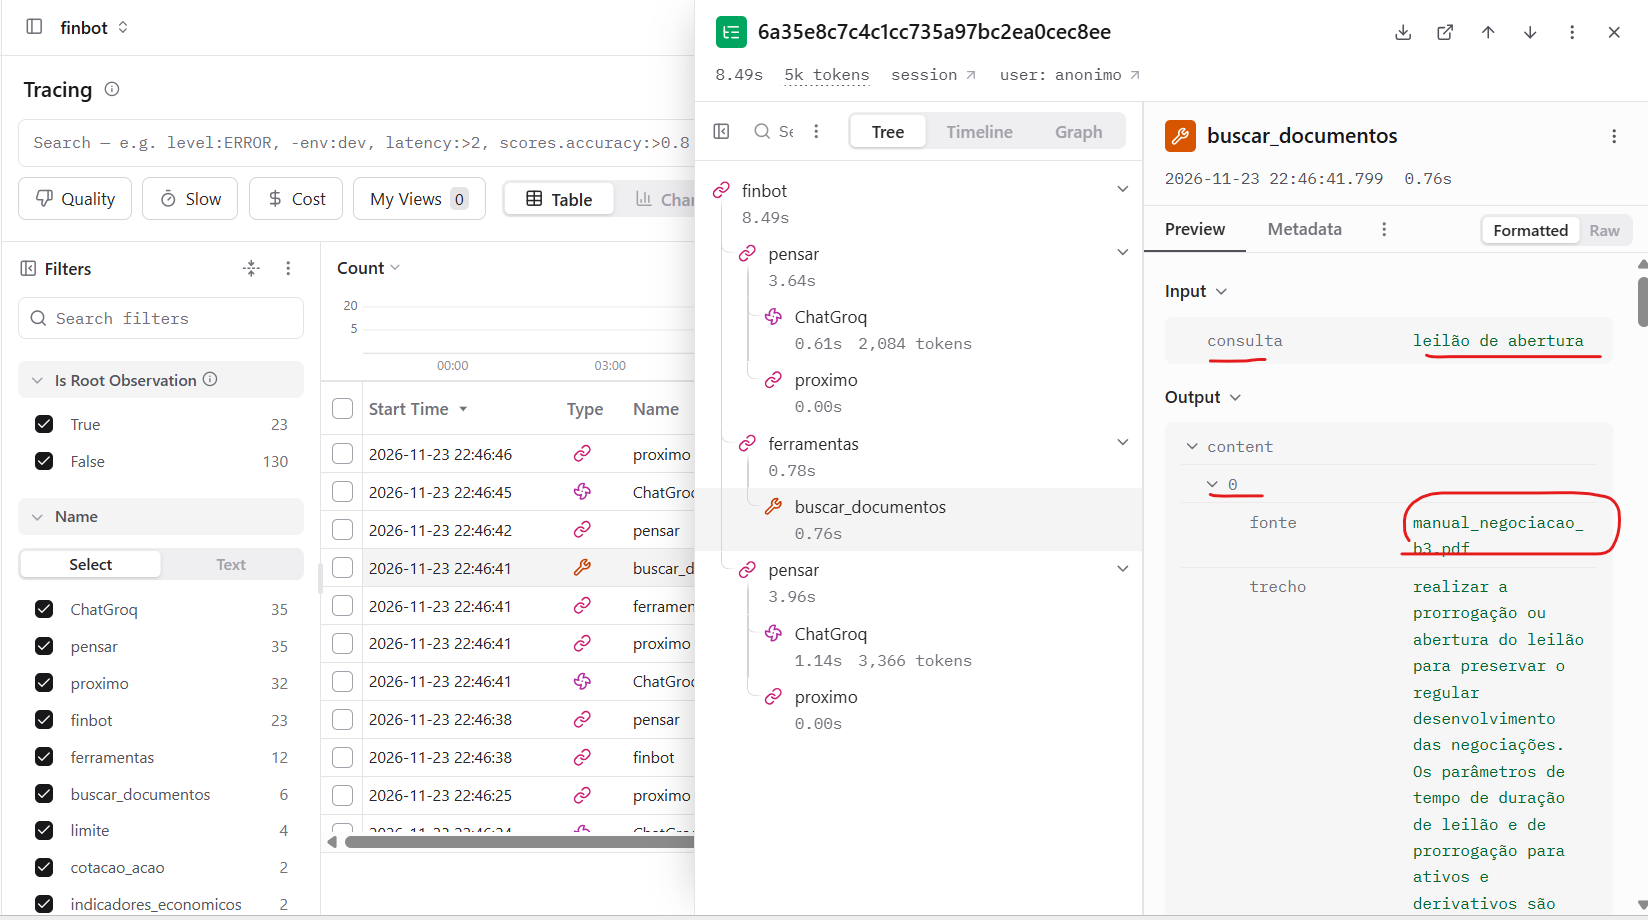 finbot
Tracing
Search — e.g. level:ERROR, -env:dev, latency:>2, scores.accuracy:>0.8
Quality
Slow
Cost
My Views 0
Table
Filters
Search filters
Is Root Observation
True 23
False 130
Name
Select Text
ChatGroq 35
pensar 35
proximo 32
finbot 23
ferramentas 12
buscar_documentos 6
limite 4
cotacao_acao 2
indicadores_economicos 2
Count
20
5
00:00 03:00
Start Time Type Name
2026-11-23 22:46:46 proximo
2026-11-23 22:46:45
2026-11-23 22:46:42 pensar
2026-11-23 22:46:41 buscar_d
2026-11-23 22:46:41 ferramen
2026-11-23 22:46:41 proximo
2026-11-23 22:46:41
2026-11-23 22:46:38 pensar
2026-11-23 22:46:38 finbot
2026-11-23 22:46:25 proximo
6a35e8c7c4c1cc735a97bc2ea0cec8ee
8.49s 5k tokens session user: anonimo
Tree Timeline Graph
finbot
8.49s
pensar
3.64s
ChatGroq
0.61s 2,084 tokens
proximo
0.00s
ferramentas
0.78s
buscar_documentos
0.76s
pensar
3.96s
ChatGroq
1.14s 3,366 tokens
proximo
0.00s
buscar_documentos
2026-11-23 22:46:41.799 0.76s
Preview Metadata
Formatted Raw
Input
consulta leilão de abertura
Output
content
0
fonte manual_negociacao_
b3.pdf
trecho realizar a
prorrogação ou
abertura do leilão
para preservar o
regular
desenvolvimento
das negociações.
Os parâmetros de
tempo de duração
de leilão e de
prorrogação para
ativos e
derivativos são